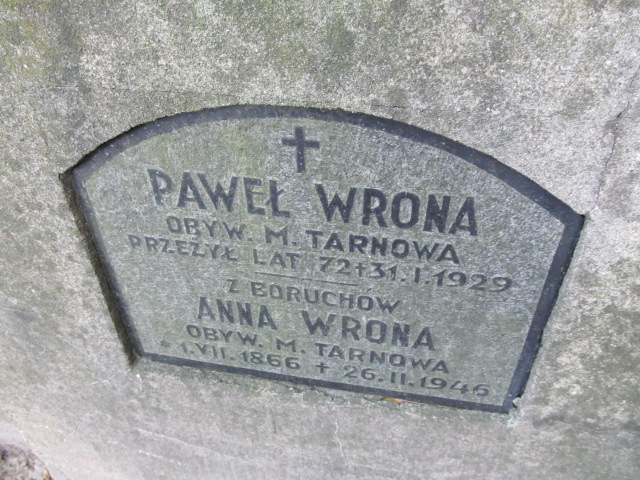 PAWEŁ WRONA
OBYW. M. TARNOWA
PRZEŻYŁ LAT 72 + 31.I.1929
Z BORUCHÓW
ANNA WRONA
OBYW. M. TARNOWA
* 1.VII.1866 + 26.II.1946